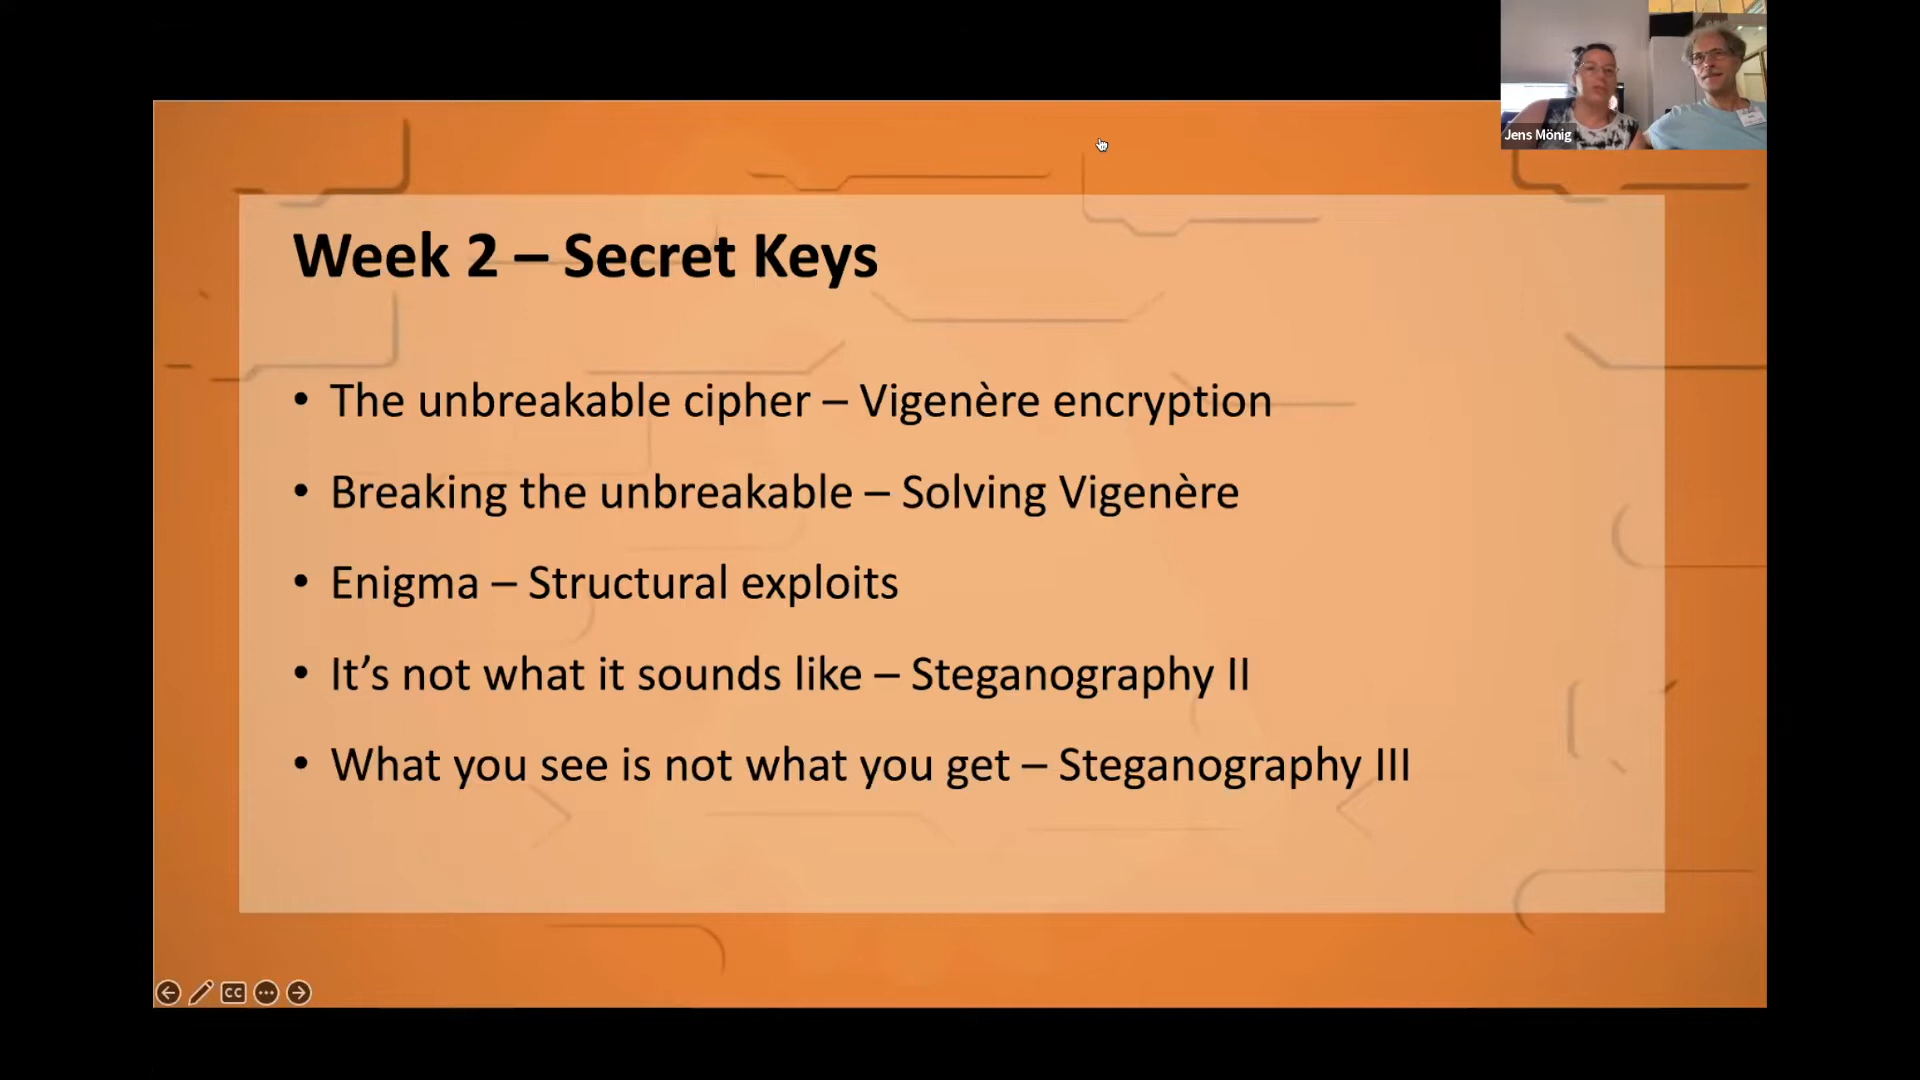 Jens Mönig
Week 2 – Secret Keys
• The unbreakable cipher – Vigenère encryption
• Breaking the unbreakable – Solving Vigenère
• Enigma – Structural exploits
• It’s not what it sounds like – Steganography II
• What you see is not what you get – Steganography III
CC